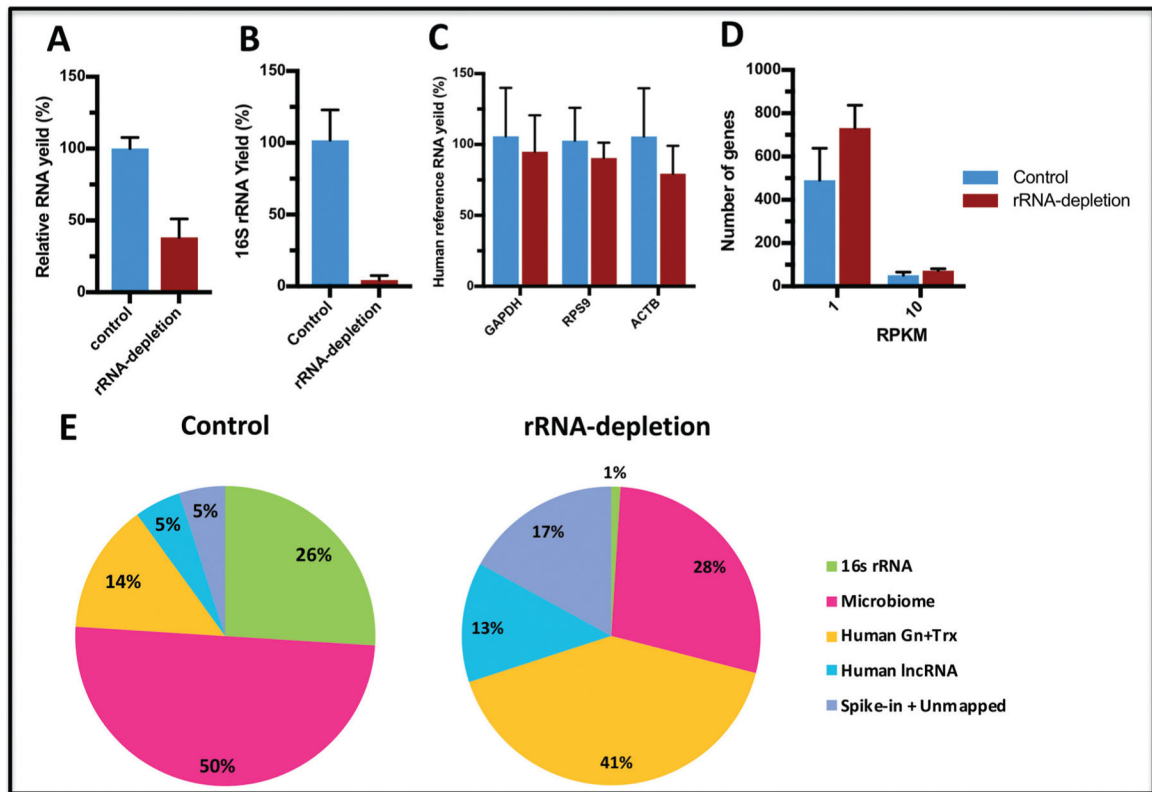 A
Relative RNA yeild (%)
150
100
50
0
control
rRNA-depletion
B
16S rRNA Yield (%)
150
100
50
0
Control
rRNA-depletion
C
Human reference RNA yeild (%)
150
100
50
0
GAPDH
RPS9
ACTB
D
Number of genes
1000
800
600
400
200
0
1
10
RPKM
Control
rRNA-depletion
E
Control
5%
5%
26%
14%
50%
rRNA-depletion
1%
17%
28%
13%
41%
16s rRNA
Microbiome
Human Gn+Trx
Human lncRNA
Spike-in + Unmapped